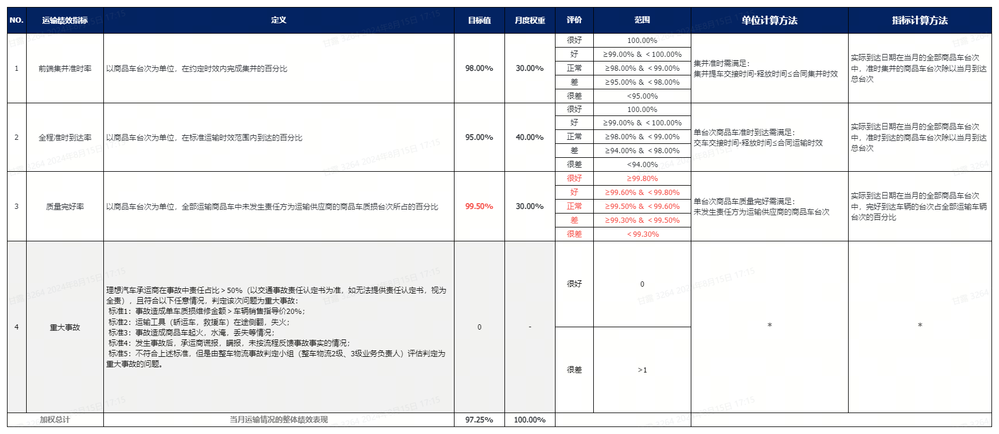 NO. 运输绩效指标 定义 目标值 月度权重 评价 范围 单位计算方法 指标计算方法
1 前端集并准时率 以商品车台次为单位，在约定时效内完成集并的百分比 98.00% 30.00%
很好 100.00%
好 ≥99.00% & ＜100.00%
正常 ≥98.00% & ＜99.00%
差 ≥95.00% & ＜98.00%
很差 <95.00%
集并准时需满足：
集并提车交接时间-释放时间≤合同集并时效
实际到达日期在当月的全部商品车台次
中，准时集并的商品车台次除以当月到达
总台次
2 全程准时到达率 以商品车台次为单位，在标准运输时效范围内到达的百分比 95.00% 40.00%
很好 100.00%
好 ≥99.00% & ＜100.00%
正常 ≥98.00% & ＜99.00%
差 ≥94.00% & ＜98.00%
很差 <94.00%
单台次商品车准时到达需满足：
交车交接时间-释放时间≤合同运输时效
实际到达日期在当月的全部商品车台次
中，准时到达的商品车台次除以当月到达
总台次
3 质量完好率 以商品车台次为单位，全部运输商品车中未发生责任方为运输供应商的商品车质损台次所占的百分比 99.50% 30.00%
很好 ≥99.80%
好 ≥99.60% & ＜99.80%
正常 ≥99.50% & ＜99.60%
差 ≥99.30% & ＜99.50%
很差 ＜99.30%
单台次商品车质量完好需满足：
未发生责任方为运输供应商的商品车台次
实际到达日期在当月的全部商品车台次
中，完好到达车辆的台次占全部运输车辆
台次的百分比
4 重大事故
理想汽车承运商在事故中责任占比＞50%（以交通事故责任认定书为准，如无法提供责任认定书，视为
全责），且符合以下任意情况，判定该次问题为重大事故：
标准1：事故造成单车质损维修金额＞车辆销售指导价20%；
标准2：运输工具（轿运车，救援车）在途侧翻，失火；
标准3：事故造成商品车起火，水淹，丢失等情况；
标准4：发生事故后，承运商谎报，瞒报，未按流程反馈事故事实的情况；
标准5：不符合上述标准，但是由整车物流事故判定小组（整车物流2级、3级业务负责人）评估判定为
重大事故的问题。
0 -
很好 0
很差 >1
* *
加权总计 当月运输情况的整体绩效表现 97.25% 100.00%
甘露 3264 2024年8月15日 17:15